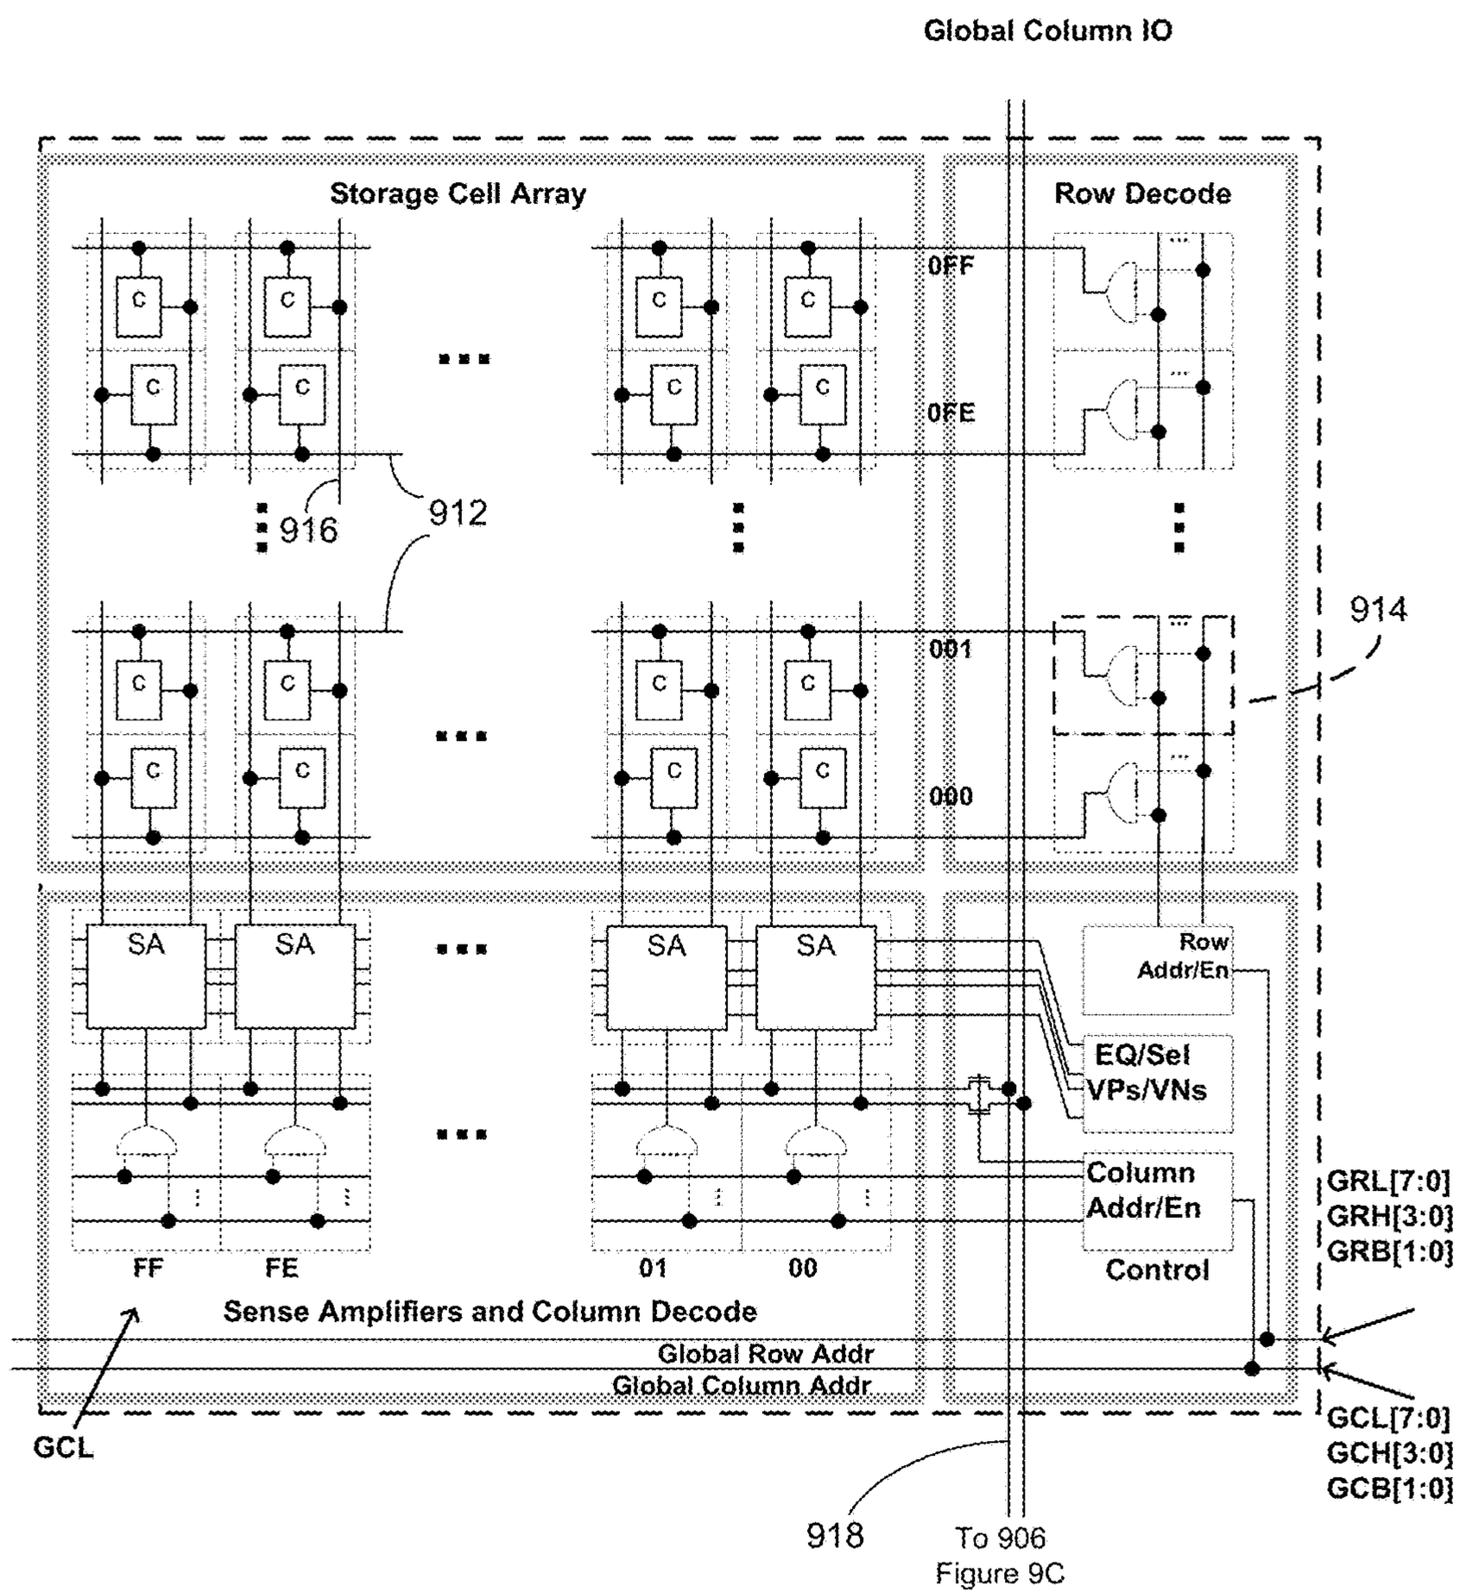 Global Column IO
Storage Cell Array
Row Decode
0FF
...
C
C
C
C
...
C
C
C
C
0FE
916
912
914
001
...
C
C
C
C
...
C
C
C
C
000
SA
SA
SA
SA
Row
Addr/En
EQ/Sel
VPs/VNs
Column
Addr/En
GRL[7:0]
GRH[3:0]
GRB[1:0]
FF
FE
01
00
Control
Sense Amplifiers and Column Decode
Global Row Addr
Global Column Addr
GCL
GCL[7:0]
GCH[3:0]
GCB[1:0]
918
To 906
Figure 9C